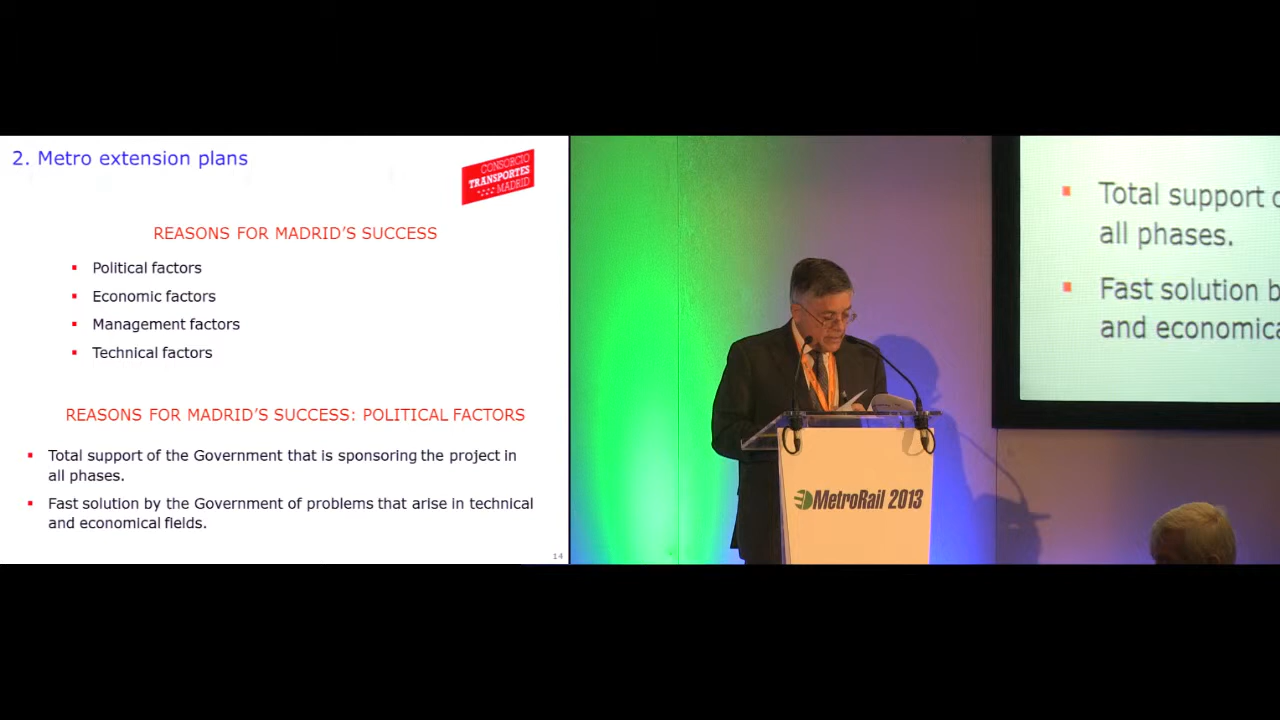 2. Metro extension plans
CONSORCIO
TRANSPORTES
MADRID
REASONS FOR MADRID'S SUCCESS
▪ Political factors
▪ Economic factors
▪ Management factors
▪ Technical factors
REASONS FOR MADRID'S SUCCESS: POLITICAL FACTORS
▪ Total support of the Government that is sponsoring the project in
all phases.
▪ Fast solution by the Government of problems that arise in technical
and economical fields.
14
▪ Total support
all phases.
▪ Fast solution
and economica
MetroRail 2013